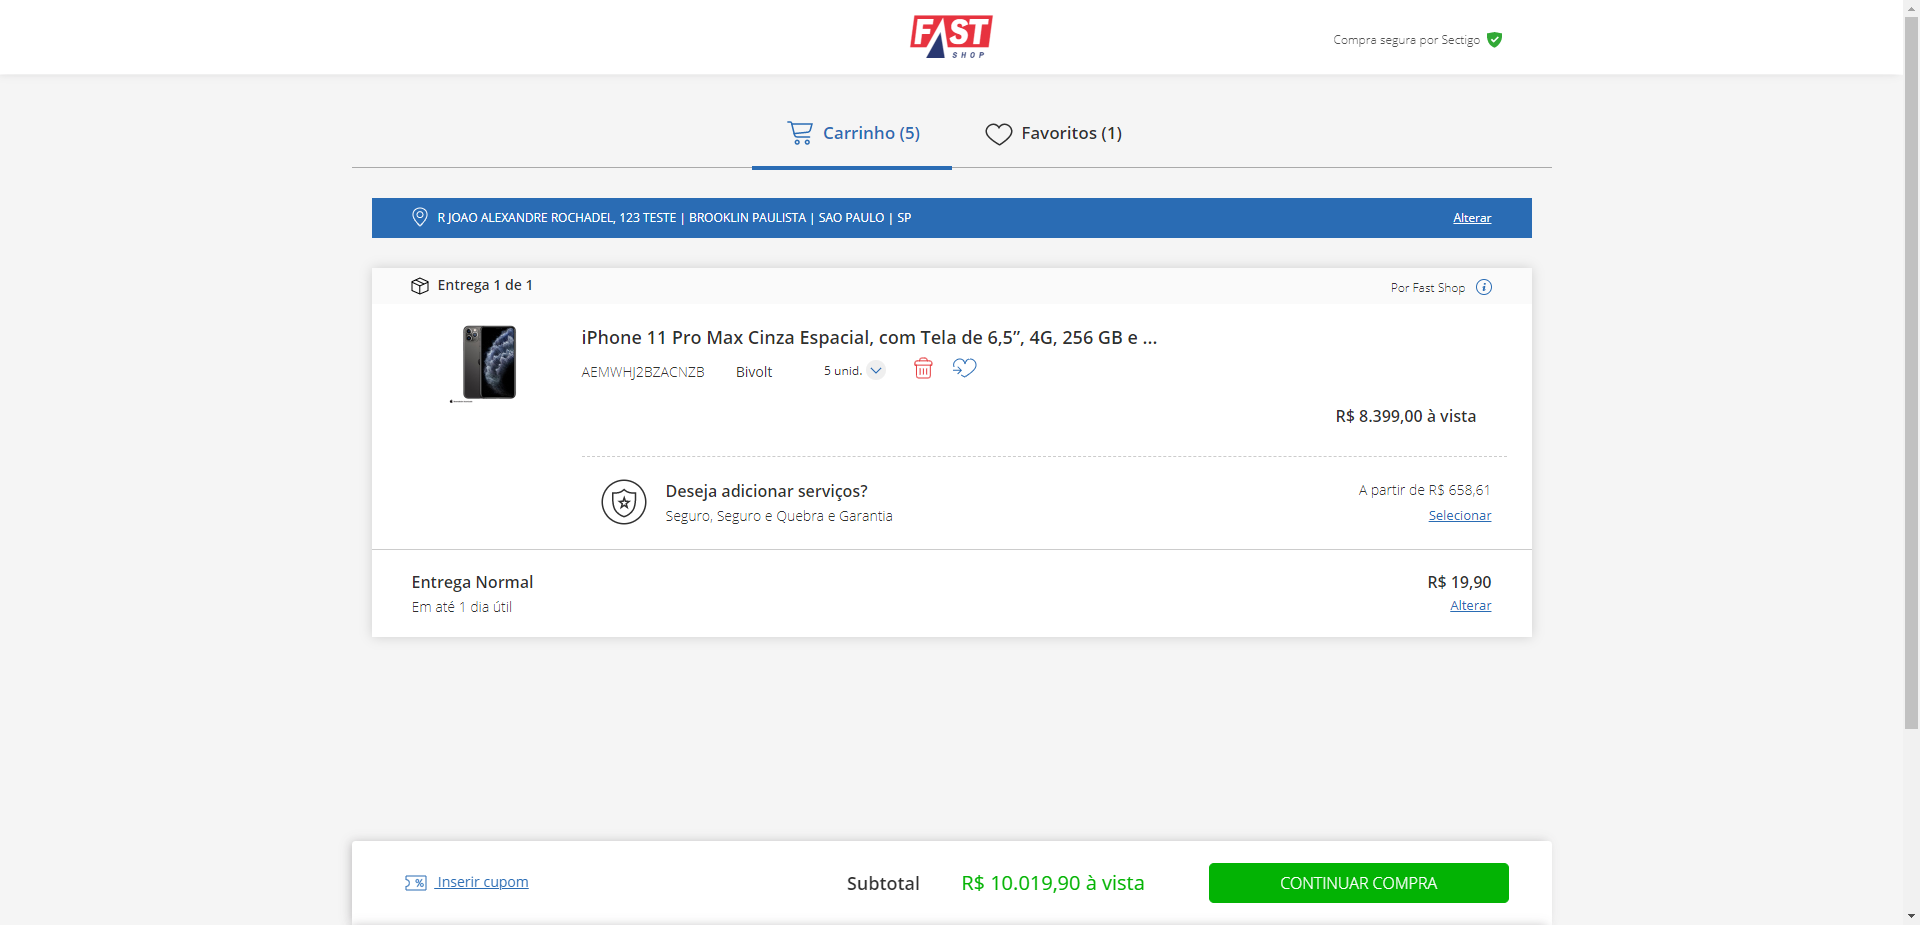 FAST
SHOP
Compra segura por Sectigo
Carrinho (5)
Favoritos (1)
R JOAO ALEXANDRE ROCHADEL, 123 TESTE | BROOKLIN PAULISTA | SAO PAULO | SP
Alterar
Entrega 1 de 1
Por Fast Shop
iPhone 11 Pro Max Cinza Espacial, com Tela de 6,5”, 4G, 256 GB e ...
AEMWHJ2BZACNZB Bivolt 5 unid.
R$ 8.399,00 à vista
Deseja adicionar serviços?
A partir de R$ 658,61
Seguro, Seguro e Quebra e Garantia
Selecionar
Entrega Normal
R$ 19,90
Em até 1 dia útil
Alterar
Inserir cupom
Subtotal R$ 10.019,90 à vista
CONTINUAR COMPRA